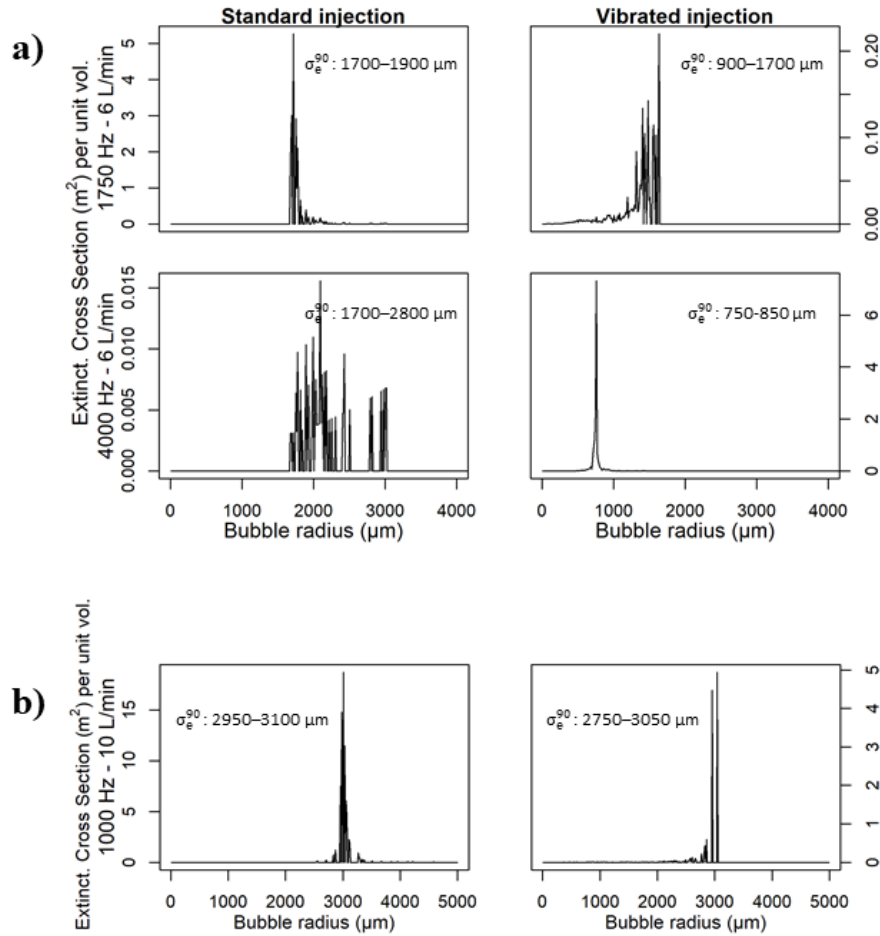 a)
Standard injection
Vibrated injection
Extinct. Cross Section (m²) per unit vol.
1750 Hz - 6 L/min
0 1 2 3 4 5
σₑ⁹⁰ : 1700–1900 µm
σₑ⁹⁰ : 900–1700 µm
0.00 0.10 0.20
4000 Hz - 6 L/min
0.000 0.005 0.010 0.015
σₑ⁹⁰ : 1700–2800 µm
σₑ⁹⁰ : 750-850 µm
0 2 4 6
0 1000 2000 3000 4000
Bubble radius (µm)
0 1000 2000 3000 4000
Bubble radius (µm)
b)
Extinct. Cross Section (m²) per unit vol.
1000 Hz - 10 L/min
0 5 10 15
σₑ⁹⁰ : 2950–3100 µm
σₑ⁹⁰ : 2750–3050 µm
0 1 2 3 4 5
0 1000 2000 3000 4000 5000
Bubble radius (µm)
0 1000 2000 3000 4000 5000
Bubble radius (µm)